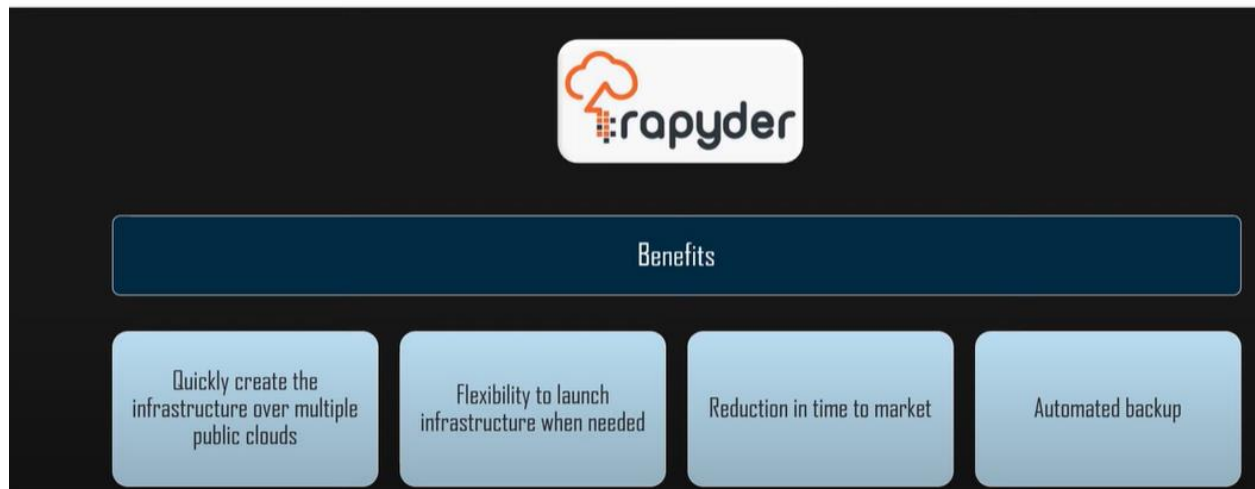 rapyder
Benefits
Quickly create the
infrastructure over multiple
public clouds
Flexibility to launch
infrastructure when needed
Reduction in time to market
Automated backup